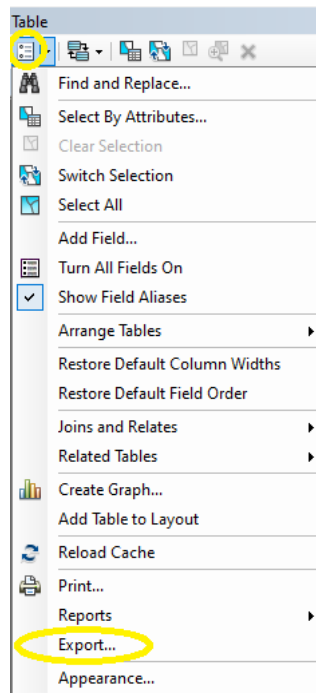 Table
Find and Replace...
Select By Attributes...
Clear Selection
Switch Selection
Select All
Add Field...
Turn All Fields On
Show Field Aliases
Arrange Tables
Restore Default Column Widths
Restore Default Field Order
Joins and Relates
Related Tables
Create Graph...
Add Table to Layout
Reload Cache
Print...
Reports
Export...
Appearance...